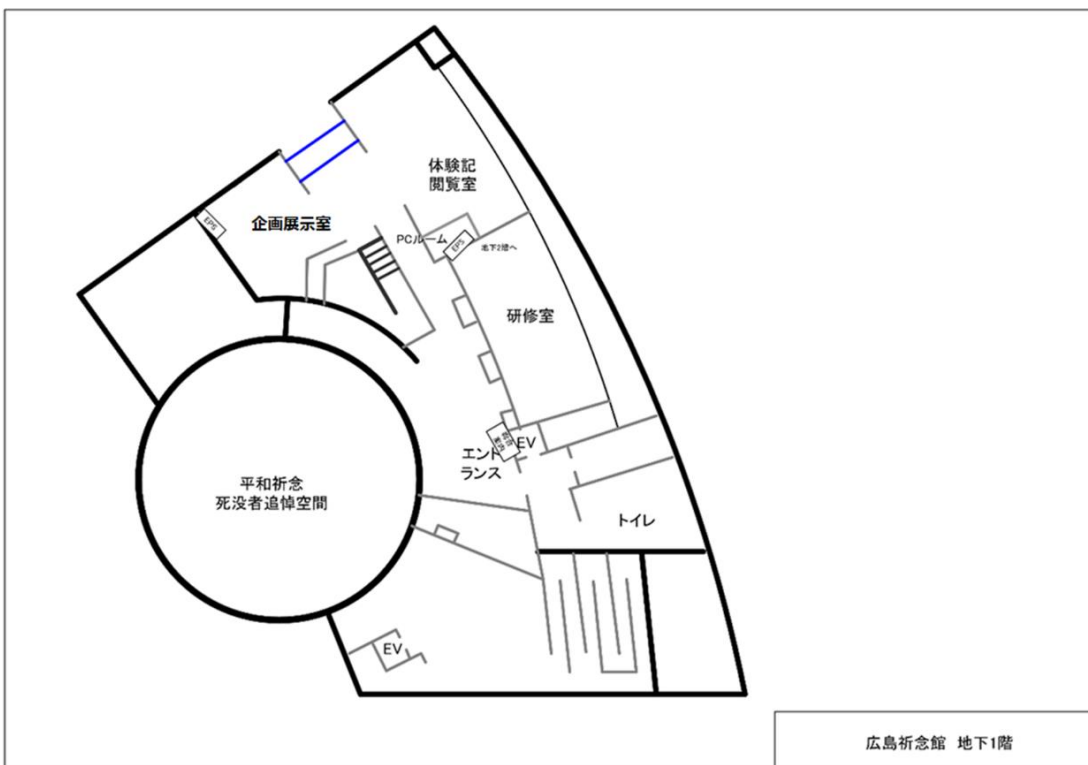 体験記
閲覧室
企画展示室
EPS
PCルーム
EPS
地下2階へ
研修室
EV
エント
ランス
平和祈念
死没者追悼空間
トイレ
EV
広島祈念館 地下1階